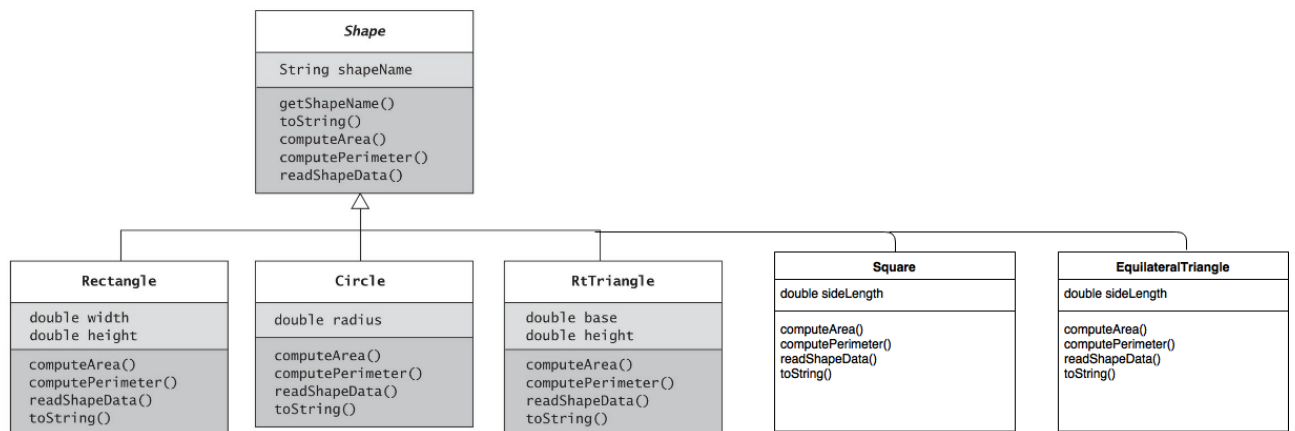 Shape
String shapeName
getShapeName()
toString()
computeArea()
computePerimeter()
readShapeData()
Rectangle
double width
double height
computeArea()
computePerimeter()
readShapeData()
toString()
Circle
double radius
computeArea()
computePerimeter()
readShapeData()
toString()
RtTriangle
double base
double height
computeArea()
computePerimeter()
readShapeData()
toString()
Square
double sideLength
computeArea()
computePerimeter()
readShapeData()
toString()
EquilateralTriangle
double sideLength
computeArea()
computePerimeter()
readShapeData()
toString()